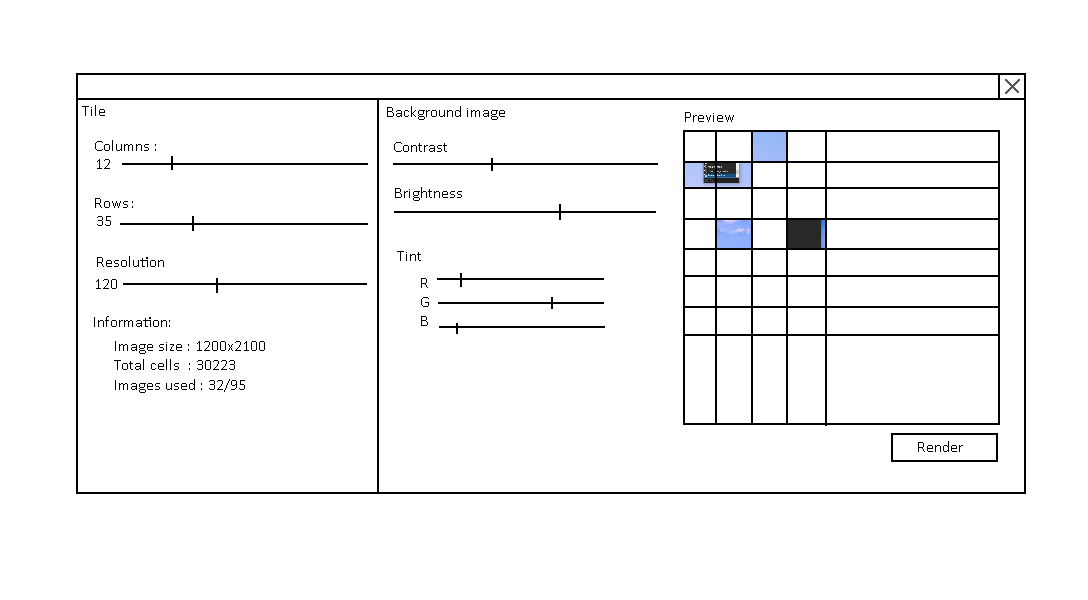 Tile
Columns :
12
Rows:
35
Resolution
120
Information:
Image size : 1200x2100
Total cells : 30223
Images used : 32/95
Background image
Contrast
Brightness
Tint
R
G
B
Preview
Render